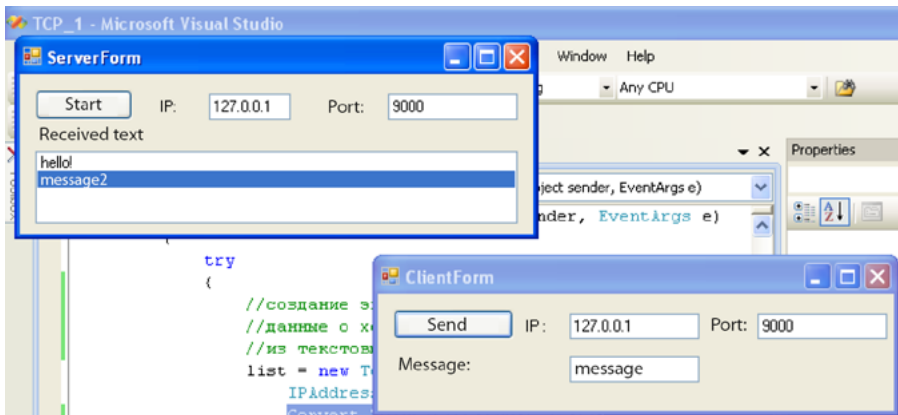 TCP_1 - Microsoft Visual Studio
ServerForm
Window Help
Start IP: 127.0.0.1 Port: 9000
Any CPU
Received text
hello!
message2
Properties
ject sender, EventArgs e)
nder, EventArgs e)
try
{
ClientForm
//создание э
//данные о х
//из текстов
list = new T
IPAddres
Convert
Send IP: 127.0.0.1 Port: 9000
Message: message